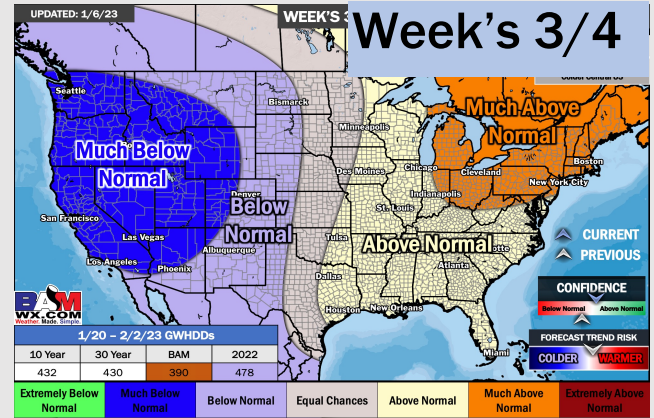 UPDATED: 1/6/23
WEEK'S 3
Week's 3/4
Colder Central US
Seattle
Bismarck
Minneapolis
Much Above
Normal
Much Below
Normal
Boston
Chicago
Cleveland
Des Moines
New York City
Indianapolis
Denver
St. Louis
Below
Normal
San Francisco
Las Vegas
Tulsa
Above Normal
otte
CURRENT
Albuquerque
PREVIOUS
Los Angeles
Phoenix
Atlanta
Dallas
CONFIDENCE
Below Normal
Above Normal
BAM
WX.COM
Weather. Made. Simple.
Houston
New Orleans
1/20 – 2/2/23 GWHDDs
FORECAST TREND RISK
COLDER
WARMER
Miami
10 Year
30 Year
BAM
2022
432
430
390
478
Extremely Below
Normal
Much Below
Normal
Below Normal
Equal Chances
Above Normal
Much Above
Normal
Extremely Above
Normal